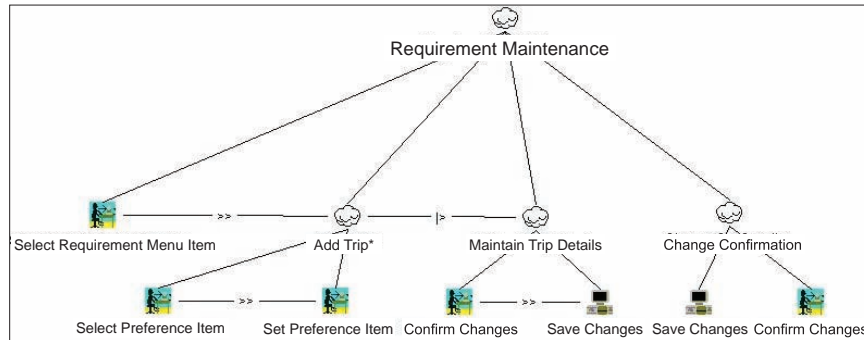 Requirement Maintenance
>>
|>
Select Requirement Menu Item
Add Trip*
Maintain Trip Details
Change Confirmation
>>
>>
Select Preference Item
Set Preference Item
Confirm Changes
Save Changes
Save Changes
Confirm Changes